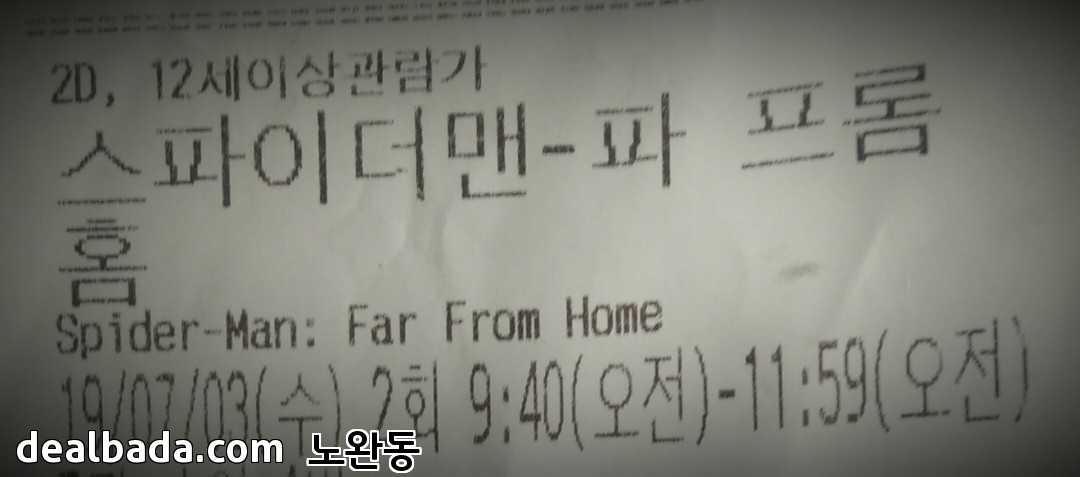 2D, 12세이상관람가
스파이더맨-파 프롬
홈
Spider-Man: Far From Home
19/07/03(수) 2회 9:40(오전)-11:59(오전)
dealbada.com 노완동